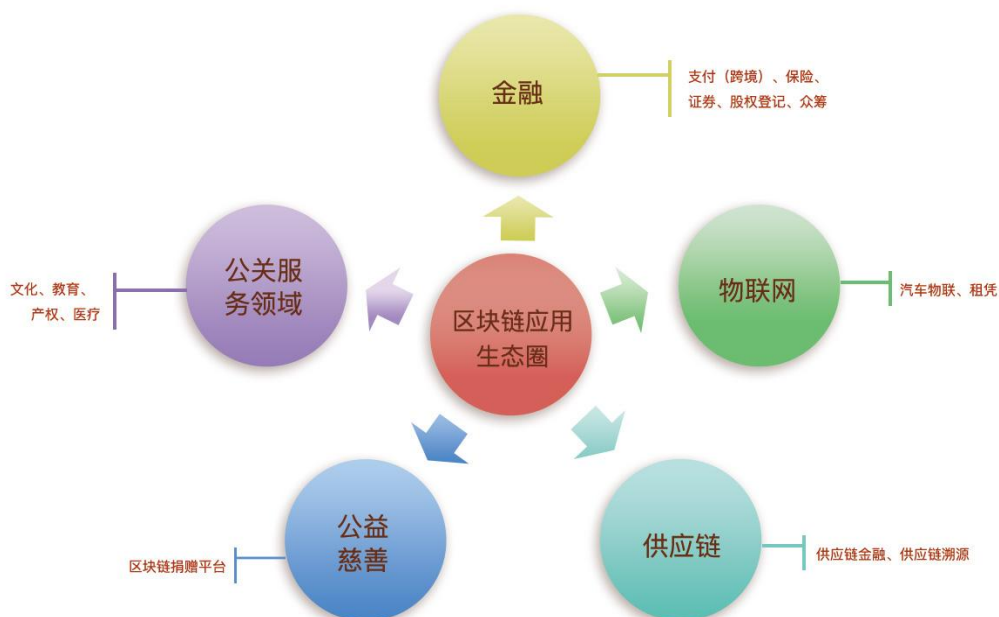 金融
支付（跨境）、保险、
证券、股权登记、众筹
公关服
务领域
文化、教育、
产权、医疗
物联网
汽车物联、租凭
区块链应用
生态圈
公益
慈善
区块链捐赠平台
供应链
供应链金融、供应链溯源